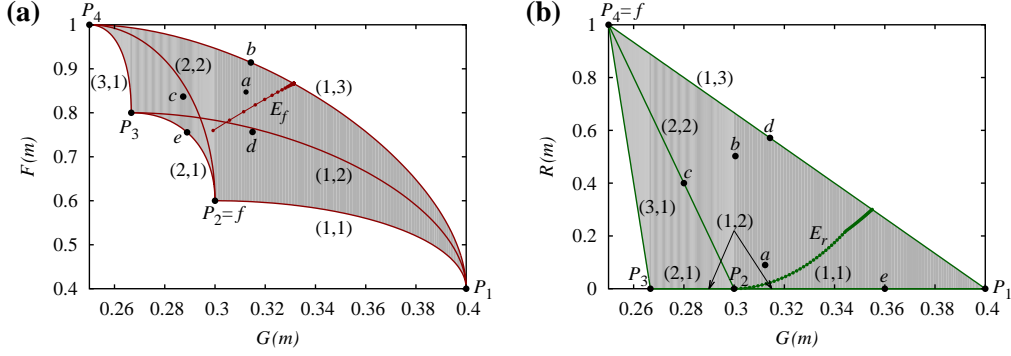 (a)
P4
b
(2,2)
(3,1)
a
(1,3)
c
Ef
P3
e
d
(2,1)
(1,2)
P2=f
(1,1)
P1
F(m)
1
0.9
0.8
0.7
0.6
0.5
0.4
0.26 0.28 0.3 0.32 0.34 0.36 0.38 0.4
G(m)
(b)
P4=f
(1,3)
(2,2)
d
b
c
(3,1)
(1,2)
Er
a
P3 (2,1) P2 (1,1) e
P1
R(m)
1
0.8
0.6
0.4
0.2
0
0.26 0.28 0.3 0.32 0.34 0.36 0.38 0.4
G(m)